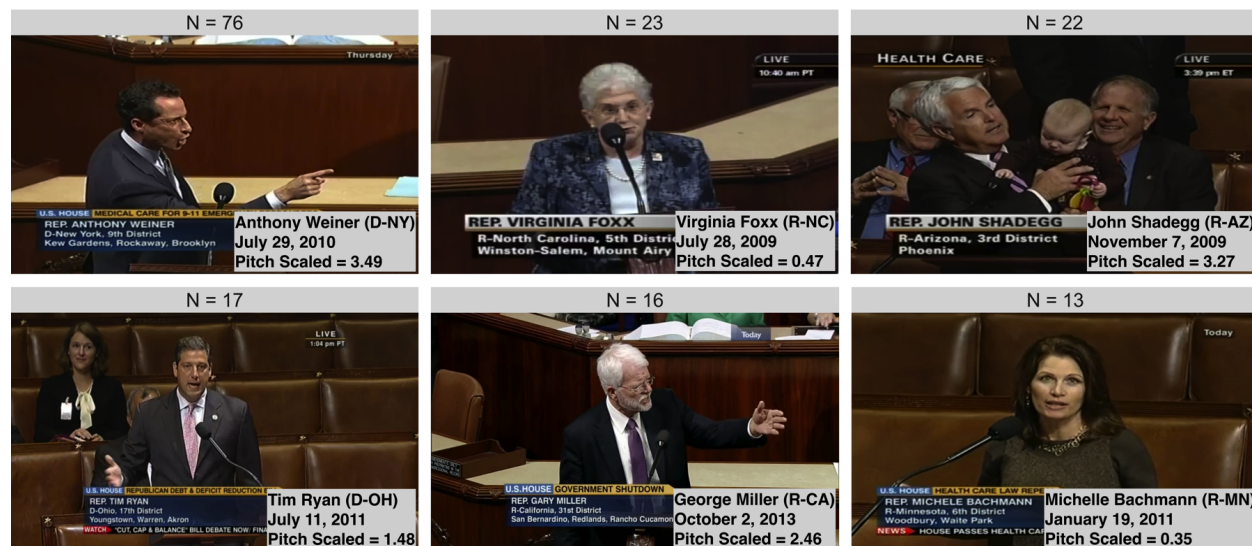 N = 76
Thursday
U.S. HOUSE MEDICAL CARE FOR 9-11 EMERG
REP. ANTHONY WEINER
D-New York, 9th District
Kew Gardens, Rockaway, Brooklyn
Anthony Weiner (D-NY)
July 29, 2010
Pitch Scaled = 3.49
N = 23
LIVE
10:40 am PT
REP. VIRGINIA FOXX
R-North Carolina, 5th Distric
Winston-Salem, Mount Airy
Virginia Foxx (R-NC)
July 28, 2009
Pitch Scaled = 0.47
N = 22
HEALTH CARE
LIVE
3:39 pm ET
REP. JOHN SHADEGG
R-Arizona, 3rd District
Phoenix
John Shadegg (R-AZ)
November 7, 2009
Pitch Scaled = 3.27
N = 17
LIVE
1:04 pm PT
U.S. HOUSE REPUBLICAN DEBT & DEFICIT REDUCTION
REP. TIM RYAN
D-Ohio, 17th District
Youngstown, Warren, Akron
WATCH "CUT, CAP & BALANCE" BILL DEBATE NOW: FINA
Tim Ryan (D-OH)
July 11, 2011
Pitch Scaled = 1.48
N = 16
Today
U.S. HOUSE GOVERNMENT SHUTDOWN
REP. GARY MILLER
R-California, 31st District
San Bernardino, Redlands, Rancho Cucamon
George Miller (R-CA)
October 2, 2013
Pitch Scaled = 2.46
N = 13
Today
U.S. HOUSE HEALTH CARE LAW REPE
REP. MICHELE BACHMANN
R-Minnesota, 6th District
Woodbury, Waite Park
NEWS HOUSE PASSES HEALTH CAR
Michelle Bachmann (R-MN)
January 19, 2011
Pitch Scaled = 0.35